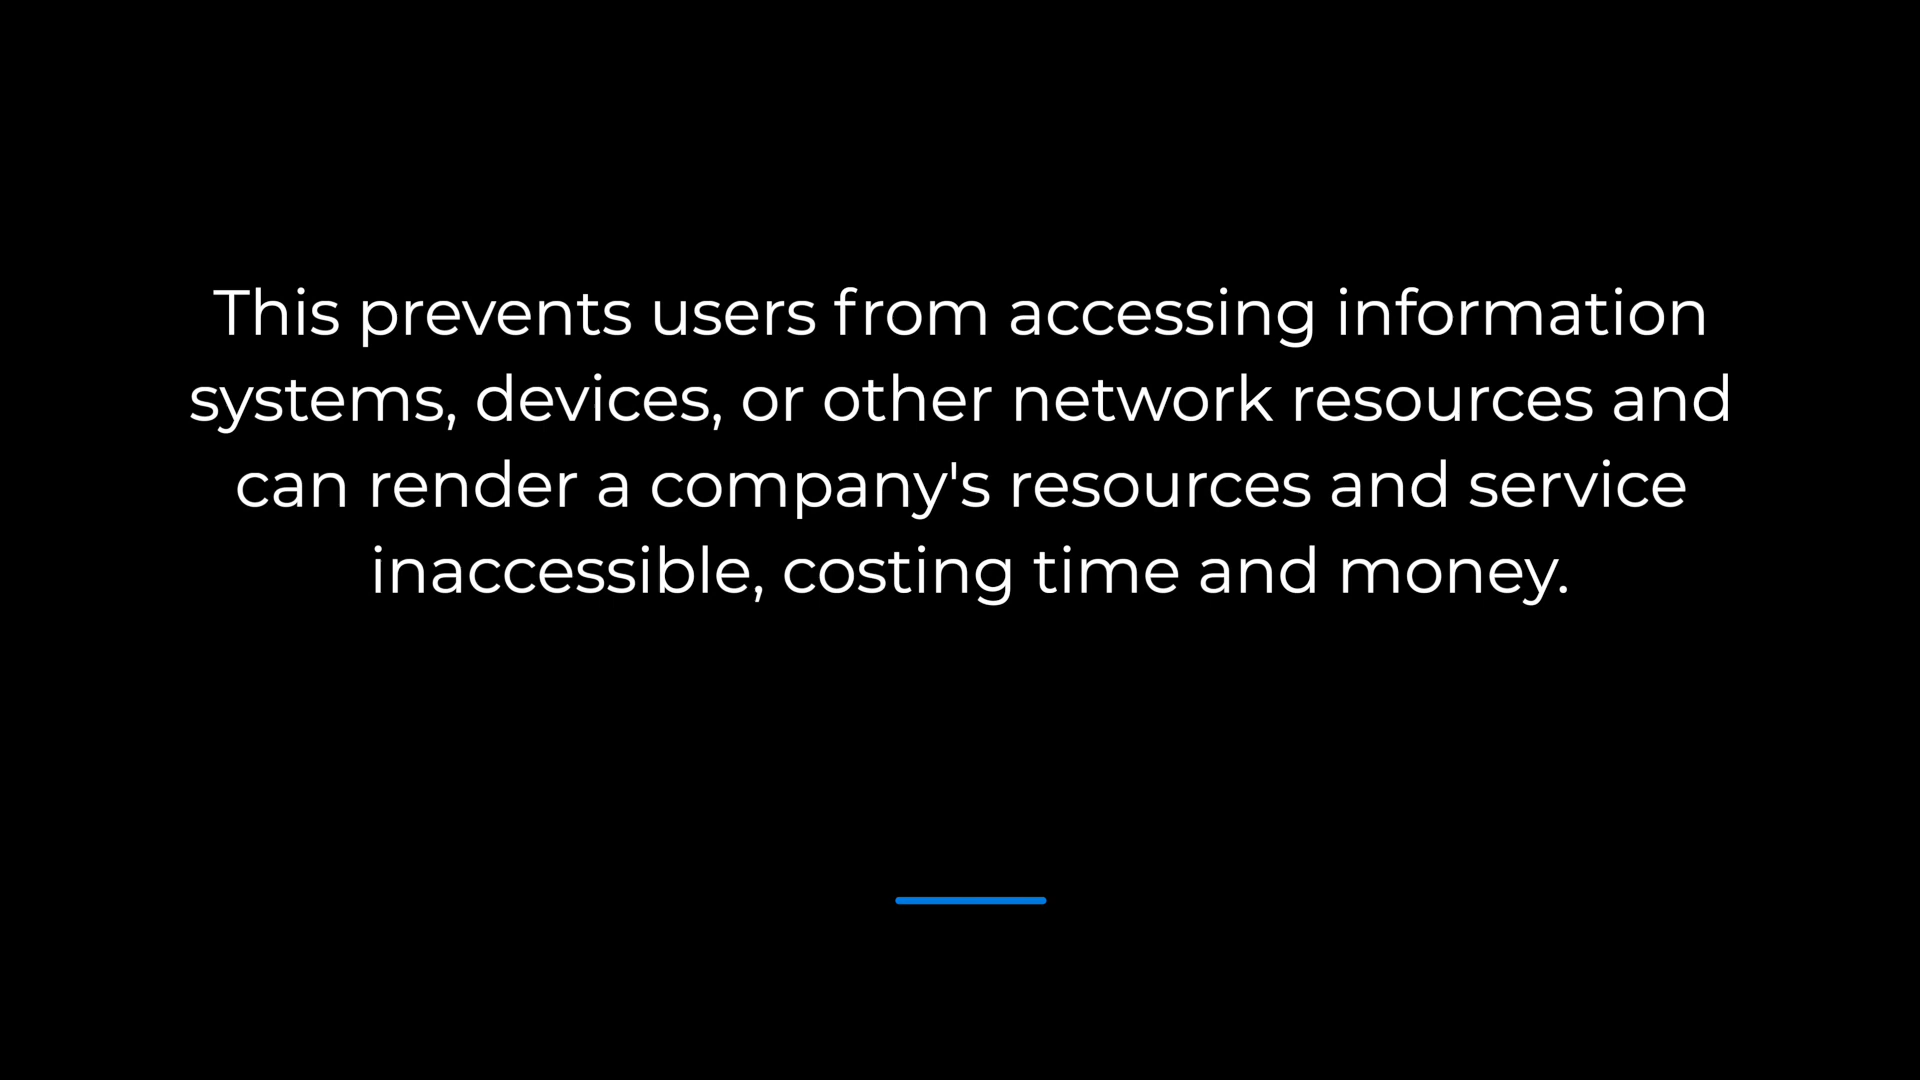 This prevents users from accessing information
systems, devices, or other network resources and
can render a company's resources and service
inaccessible, costing time and money.